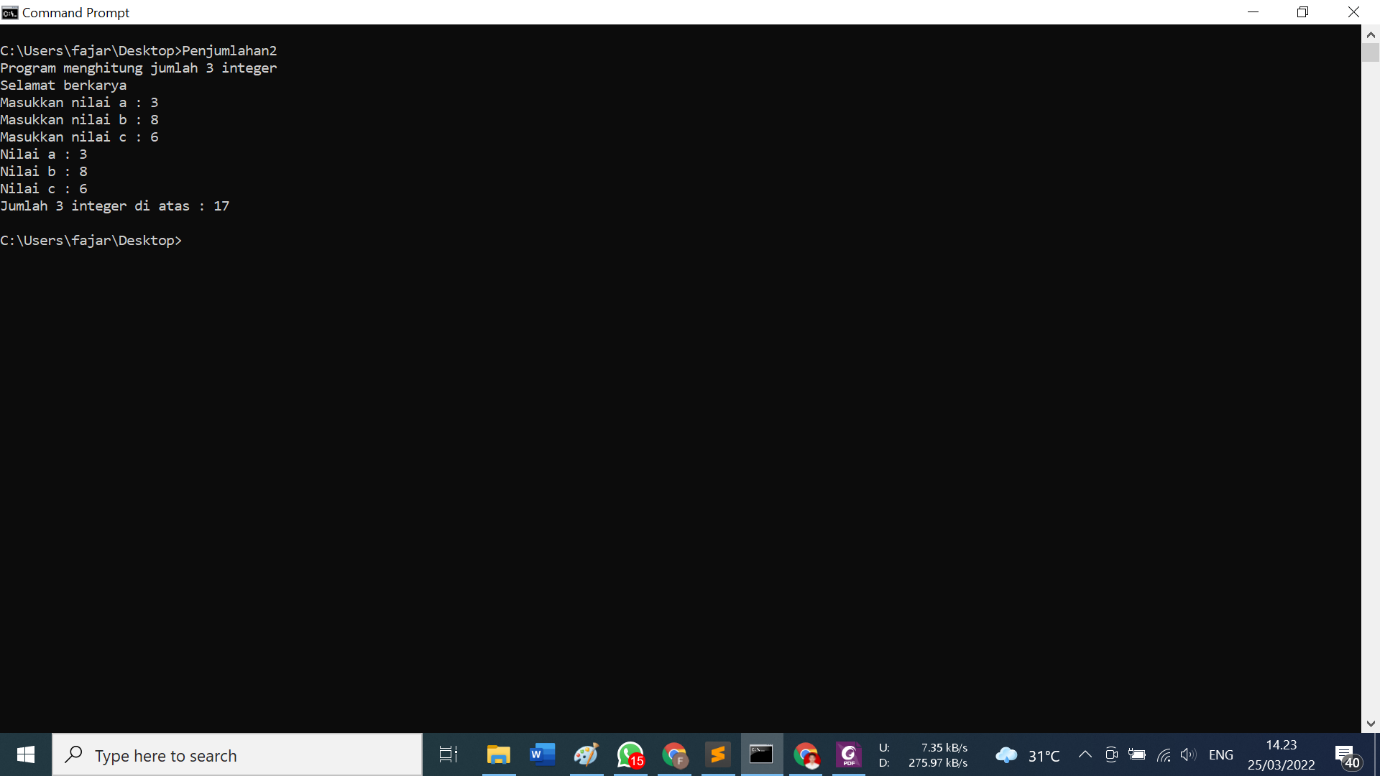 Command Prompt
C:\Users\fajar\Desktop>Penjumlahan2
Program menghitung jumlah 3 integer
Selamat berkarya
Masukkan nilai a : 3
Masukkan nilai b : 8
Masukkan nilai c : 6
Nilai a : 3
Nilai b : 8
Nilai c : 6
Jumlah 3 integer di atas : 17
C:\Users\fajar\Desktop>
Type here to search
15
F
PDF
U: 7.35 kB/s
D: 275.97 kB/s
31°C
ENG
14.23
25/03/2022
40